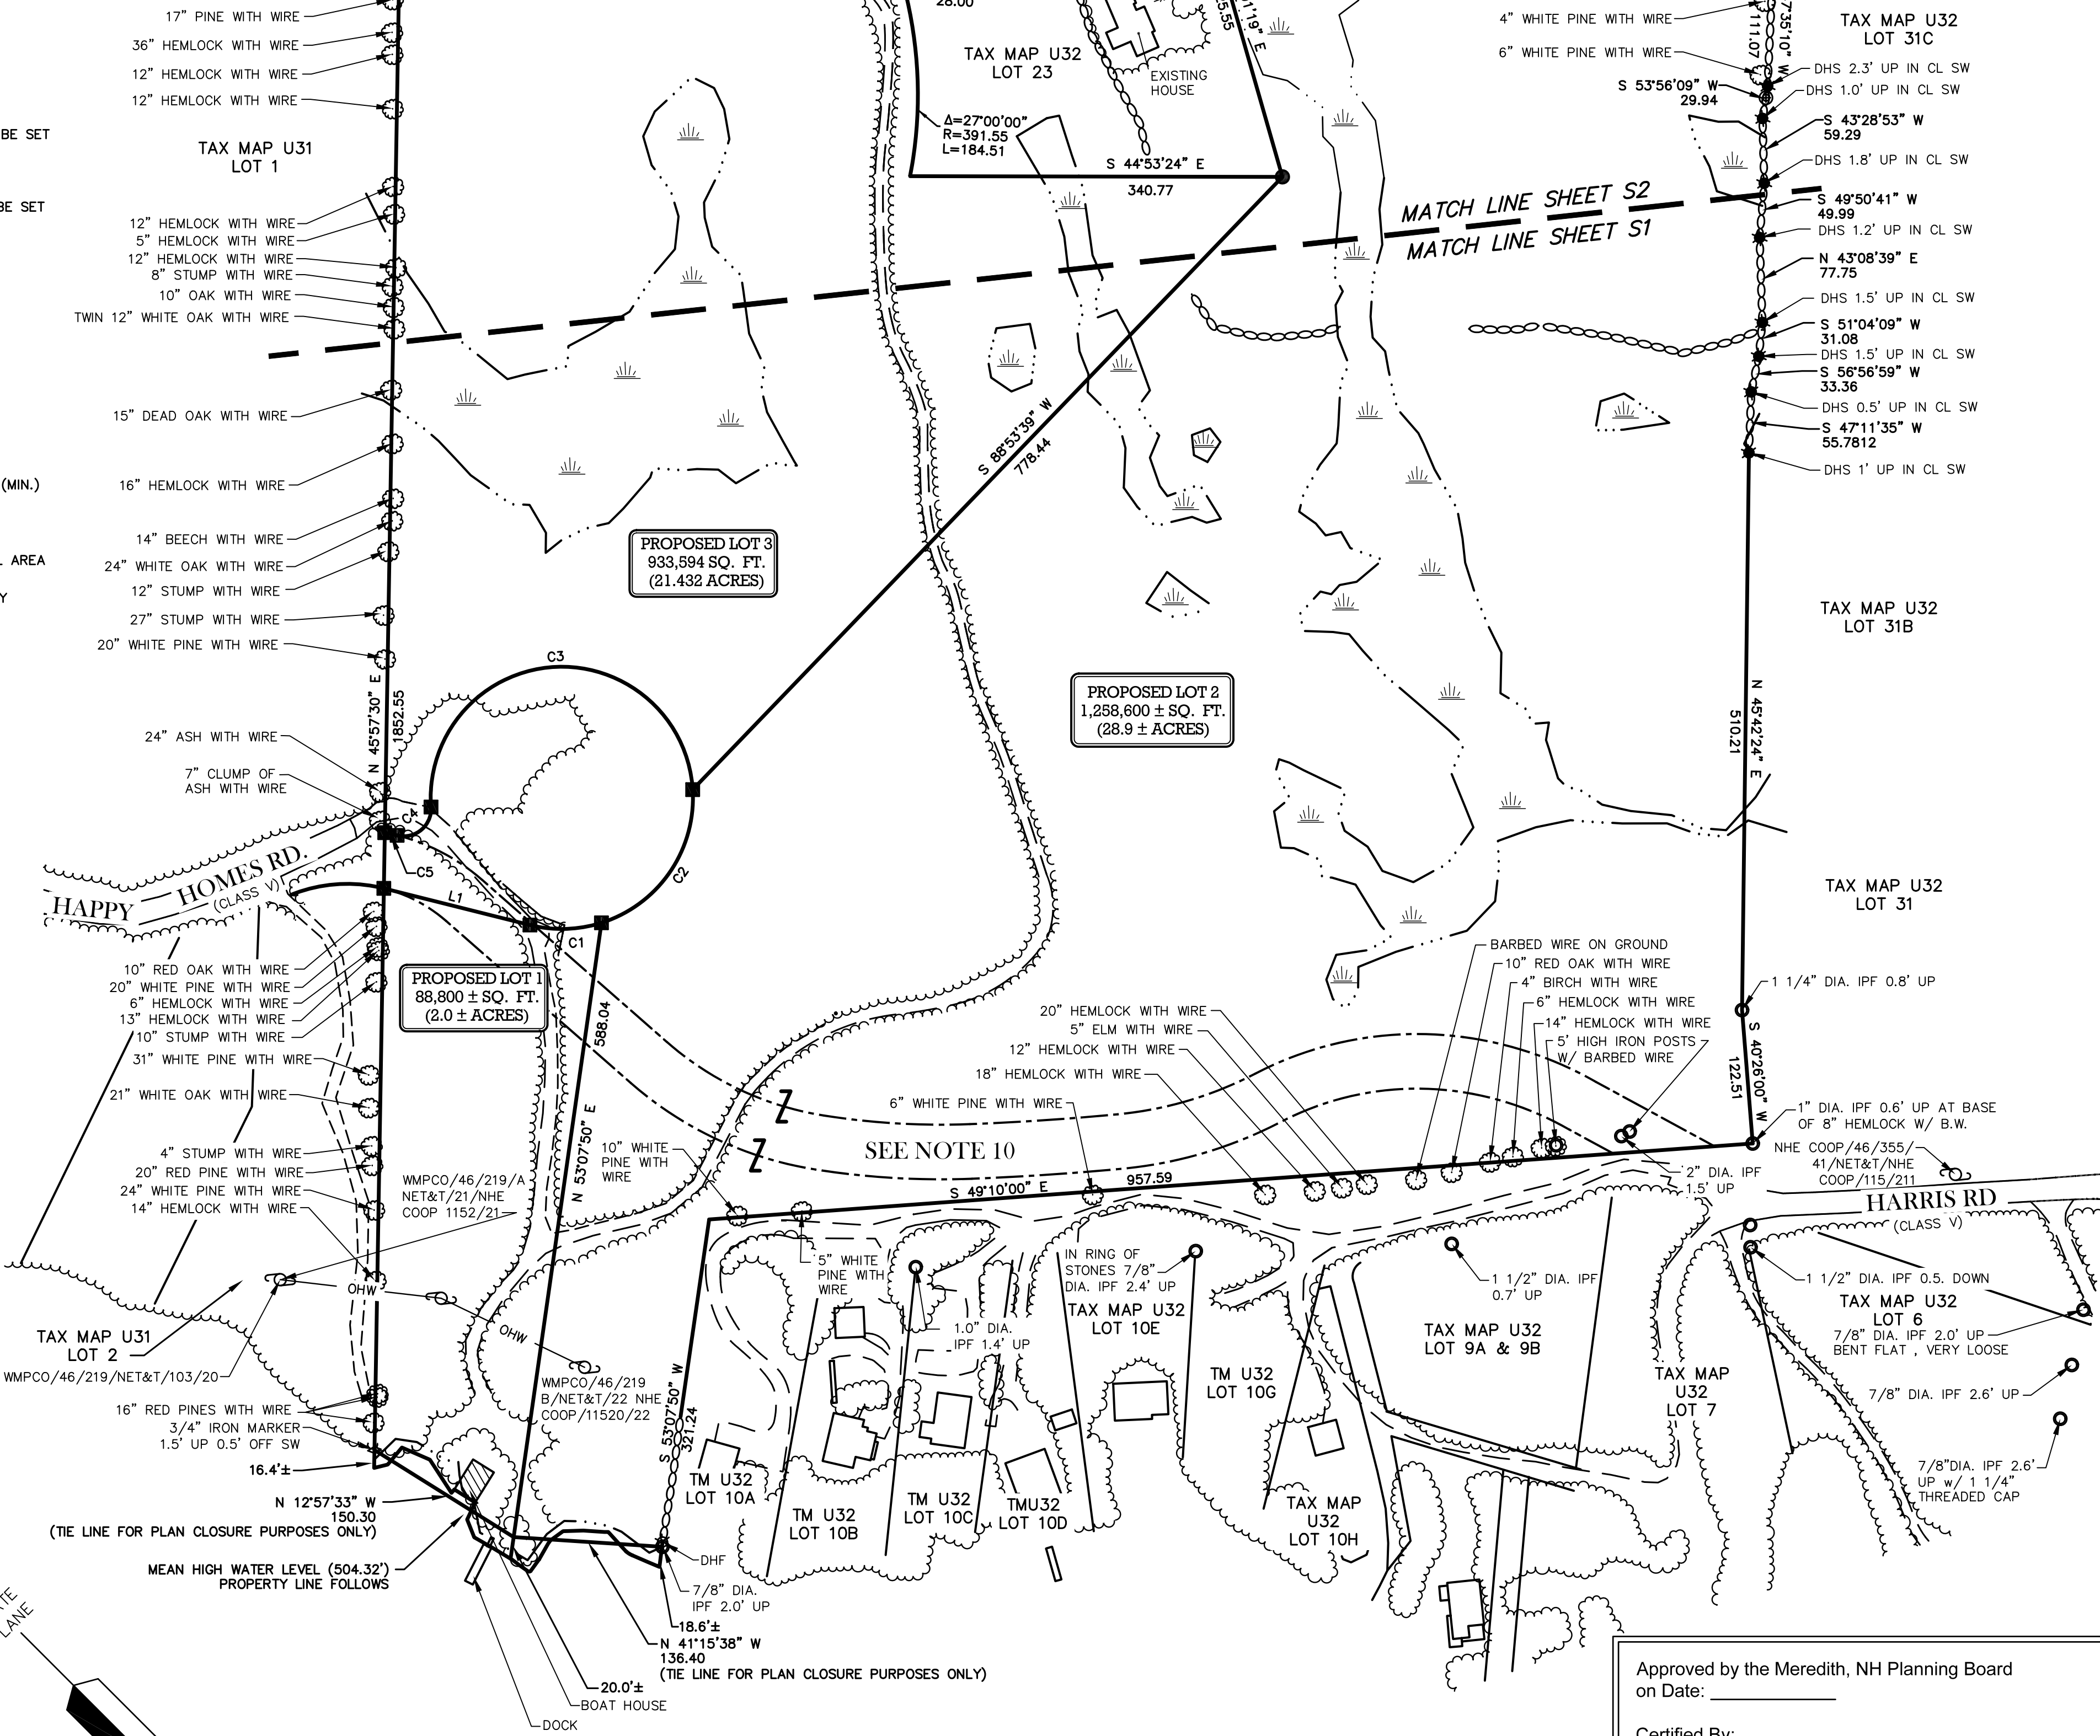 17” PINE WITH WIRE
36” HEMLOCK WITH WIRE
12” HEMLOCK WITH WIRE
12” HEMLOCK WITH WIRE
BE SET
TAX MAP U31
LOT 1
BE SET
12” HEMLOCK WITH WIRE
5” HEMLOCK WITH WIRE
12” HEMLOCK WITH WIRE
8” STUMP WITH WIRE
10” OAK WITH WIRE
TWIN 12” WHITE OAK WITH WIRE
15” DEAD OAK WITH WIRE
(MIN.)
16” HEMLOCK WITH WIRE
14” BEECH WITH WIRE
AREA
24” WHITE OAK WITH WIRE
12” STUMP WITH WIRE
Y
27” STUMP WITH WIRE
20” WHITE PINE WITH WIRE
N 45°57'30” E
1852.55
24” ASH WITH WIRE
7” CLUMP OF
ASH WITH WIRE
28.00
TAX MAP U32
LOT 23
EXISTING
HOUSE
Δ=27°00'00”
R=391.55
L=184.51
S 44°53'24” E
340.77
MATCH LINE SHEET S2
MATCH LINE SHEET S1
S 88°53'39” W
778.44
4” WHITE PINE WITH WIRE
6” WHITE PINE WITH WIRE
111.07
7°35'10” W
TAX MAP U32
LOT 31C
DHS 2.3' UP IN CL SW
S 53°56'09” W
29.94
DHS 1.0' UP IN CL SW
S 43°28'53” W
59.29
DHS 1.8' UP IN CL SW
S 49°50'41” W
49.99
DHS 1.2' UP IN CL SW
N 43°08'39” E
77.75
DHS 1.5' UP IN CL SW
S 51°04'09” W
31.08
DHS 1.5' UP IN CL SW
S 56°56'59” W
33.36
DHS 0.5' UP IN CL SW
S 47°11'35” W
55.7812
DHS 1' UP IN CL SW
PROPOSED LOT 3
933,594 SQ. FT.
(21.432 ACRES)
PROPOSED LOT 2
1,258,600 ± SQ. FT.
(28.9 ± ACRES)
TAX MAP U32
LOT 31B
N 45°42'24” E
510.21
TAX MAP U32
LOT 31
C3
C4
C5
C2
L1
C1
HAPPY HOMES RD.
(CLASS V)
PROPOSED LOT 1
88,800 ± SQ. FT.
(2.0 ± ACRES)
10” RED OAK WITH WIRE
20” WHITE PINE WITH WIRE
6” HEMLOCK WITH WIRE
13” HEMLOCK WITH WIRE
10” STUMP WITH WIRE
31” WHITE PINE WITH WIRE
21” WHITE OAK WITH WIRE
4” STUMP WITH WIRE
20” RED PINE WITH WIRE
24” WHITE PINE WITH WIRE
14” HEMLOCK WITH WIRE
588.04
N 53°07'50” E
WMPCO/46/219/A
NET&T/21/NHE
COOP 1152/21
10” WHITE
PINE WITH
WIRE
Z
Z
SEE NOTE 10
BARBED WIRE ON GROUND
10” RED OAK WITH WIRE
4” BIRCH WITH WIRE
6” HEMLOCK WITH WIRE
14” HEMLOCK WITH WIRE
5' HIGH IRON POSTS
W/ BARBED WIRE
20” HEMLOCK WITH WIRE
5” ELM WITH WIRE
12” HEMLOCK WITH WIRE
18” HEMLOCK WITH WIRE
6” WHITE PINE WITH WIRE
S 49°10'00” E
957.59
1 1/4” DIA. IPF 0.8' UP
S 40°26'00” W
122.51
1” DIA. IPF 0.6' UP AT BASE
OF 8” HEMLOCK W/ B.W.
NHE COOP/46/355/
41/NET&T/NHE
COOP/115/211
2” DIA. IPF
1.5' UP
HARRIS RD
(CLASS V)
5” WHITE
PINE WITH
WIRE
IN RING OF
STONES 7/8”
DIA. IPF 2.4' UP
TAX MAP U32
LOT 10E
1.0” DIA.
IPF 1.4' UP
1 1/2” DIA. IPF
0.7' UP
TAX MAP U32
LOT 9A & 9B
TM U32
LOT 10G
TAX MAP
U32
LOT 7
1 1/2” DIA. IPF 0.5. DOWN
TAX MAP U32
LOT 6
7/8” DIA. IPF 2.0' UP
BENT FLAT , VERY LOOSE
7/8” DIA. IPF 2.6' UP
7/8”DIA. IPF 2.6'
UP w/ 1 1/4”
THREADED CAP
OHW
OHW
TAX MAP U31
LOT 2
WMPCO/46/219/NET&T/103/20
WMPCO/46/219
B/NET&T/22 NHE
COOP/11520/22
16” RED PINES WITH WIRE
3/4” IRON MARKER
1.5' UP 0.5' OFF SW
16.4'±
N 12°57'33” W
150.30
(TIE LINE FOR PLAN CLOSURE PURPOSES ONLY)
MEAN HIGH WATER LEVEL (504.32')
PROPERTY LINE FOLLOWS
S 53°07'50” W
321.24
TM U32
LOT 10A
TM U32
LOT 10B
TM U32
LOT 10C
TMU32
LOT 10D
TAX MAP
U32
LOT 10H
DHF
7/8” DIA.
IPF 2.0' UP
18.6'±
N 41°15'38” W
136.40
(TIE LINE FOR PLAN CLOSURE PURPOSES ONLY)
20.0'±
BOAT HOUSE
DOCK
LANE
Approved by the Meredith, NH Planning Board
on Date:
Certified By: